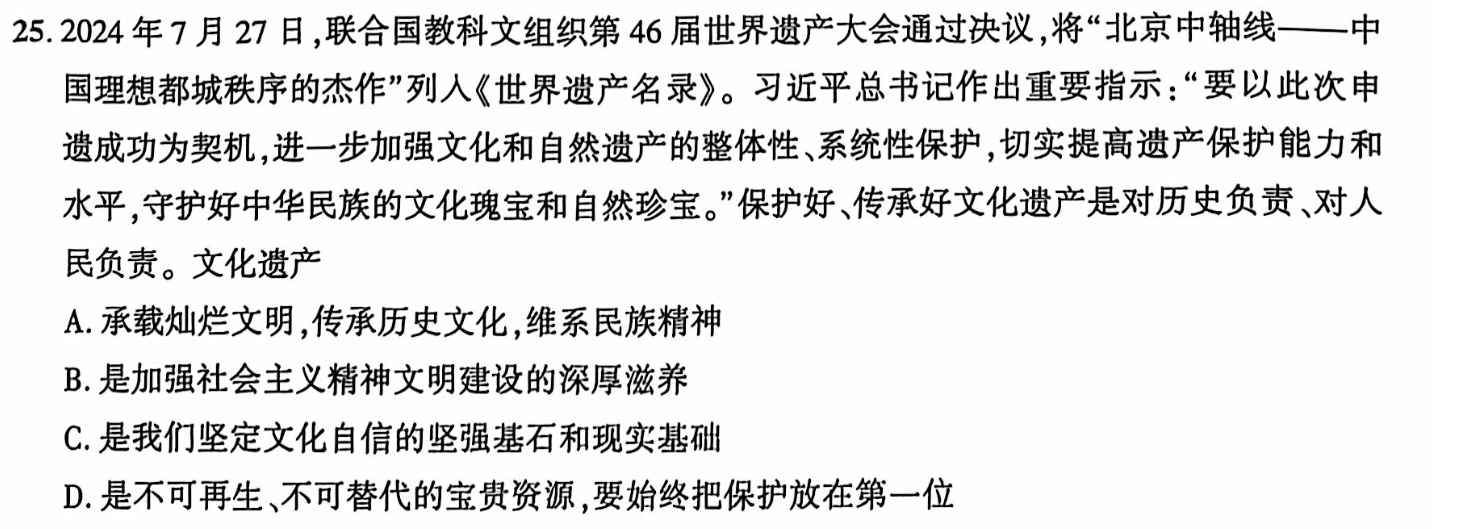 25. 2024 年 7 月 27 日,联合国教科文组织第 46 届世界遗产大会通过决议,将“北京中轴线——中
国理想都城秩序的杰作”列入《世界遗产名录》。习近平总书记作出重要指示:“要以此次申
遗成功为契机,进一步加强文化和自然遗产的整体性、系统性保护,切实提高遗产保护能力和
水平,守护好中华民族的文化瑰宝和自然珍宝。”保护好、传承好文化遗产是对历史负责、对人
民负责。文化遗产
A. 承载灿烂文明,传承历史文化,维系民族精神
B. 是加强社会主义精神文明建设的深厚滋养
C. 是我们坚定文化自信的坚强基石和现实基础
D. 是不可再生、不可替代的宝贵资源,要始终把保护放在第一位